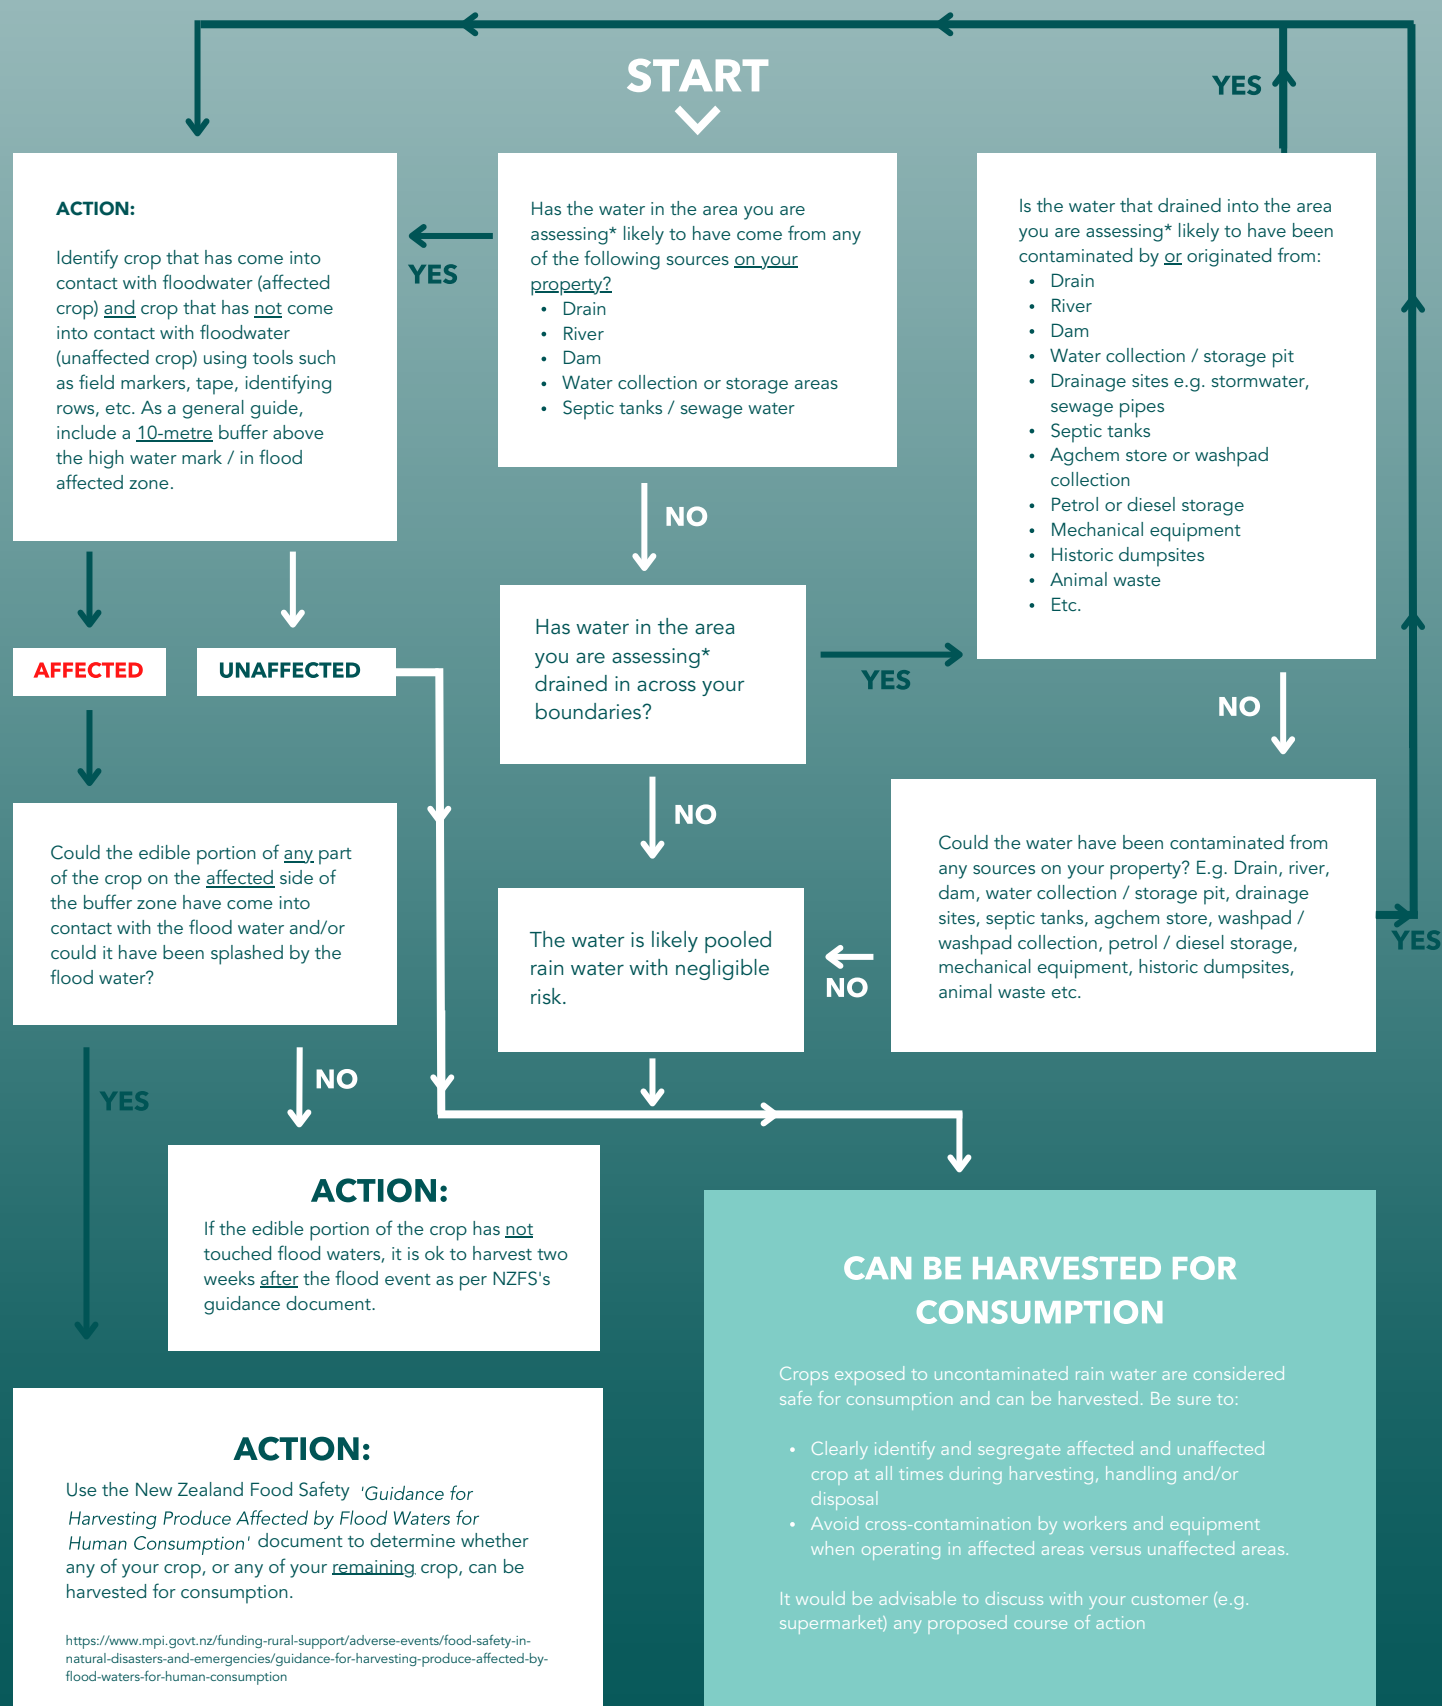 START
YES
ACTION:
Identify crop that has come into
contact with floodwater (affected
crop) and crop that has not come
into contact with floodwater
(unaffected crop) using tools such
as field markers, tape, identifying
rows, etc. As a general guide,
include a 10-metre buffer above
the high water mark / in flood
affected zone.
YES
Has the water in the area you are
assessing* likely to have come from any
of the following sources on your
property?
• Drain
• River
• Dam
• Water collection or storage areas
• Septic tanks / sewage water
Is the water that drained into the area
you are assessing* likely to have been
contaminated by or originated from:
• Drain
• River
• Dam
• Water collection / storage pit
• Drainage sites e.g. stormwater,
sewage pipes
• Septic tanks
• Agchem store or washpad
collection
• Petrol or diesel storage
• Mechanical equipment
• Historic dumpsites
• Animal waste
• Etc.
NO
Has water in the area
you are assessing*
drained in across your
boundaries?
YES
NO
AFFECTED
UNAFFECTED
NO
Could the edible portion of any part
of the crop on the affected side of
the buffer zone have come into
contact with the flood water and/or
could it have been splashed by the
flood water?
The water is likely pooled
rain water with negligible
risk.
NO
Could the water have been contaminated from
any sources on your property? E.g. Drain, river,
dam, water collection / storage pit, drainage
sites, septic tanks, agchem store, washpad /
washpad collection, petrol / diesel storage,
mechanical equipment, historic dumpsites,
animal waste etc.
YES
YES
NO
ACTION:
If the edible portion of the crop has not
touched flood waters, it is ok to harvest two
weeks after the flood event as per NZFS's
guidance document.
ACTION:
Use the New Zealand Food Safety 'Guidance for
Harvesting Produce Affected by Flood Waters for
Human Consumption' document to determine whether
any of your crop, or any of your remaining crop, can be
harvested for consumption.
https://www.mpi.govt.nz/funding-rural-support/adverse-events/food-safety-in-
natural-disasters-and-emergencies/guidance-for-harvesting-produce-affected-by-
flood-waters-for-human-consumption
CAN BE HARVESTED FOR
CONSUMPTION
Crops exposed to uncontaminated rain water are considered
safe for consumption and can be harvested. Be sure to:
• Clearly identify and segregate affected and unaffected
crop at all times during harvesting, handling and/or
disposal
• Avoid cross-contamination by workers and equipment
when operating in affected areas versus unaffected areas.
It would be advisable to discuss with your customer (e.g.
supermarket) any proposed course of action